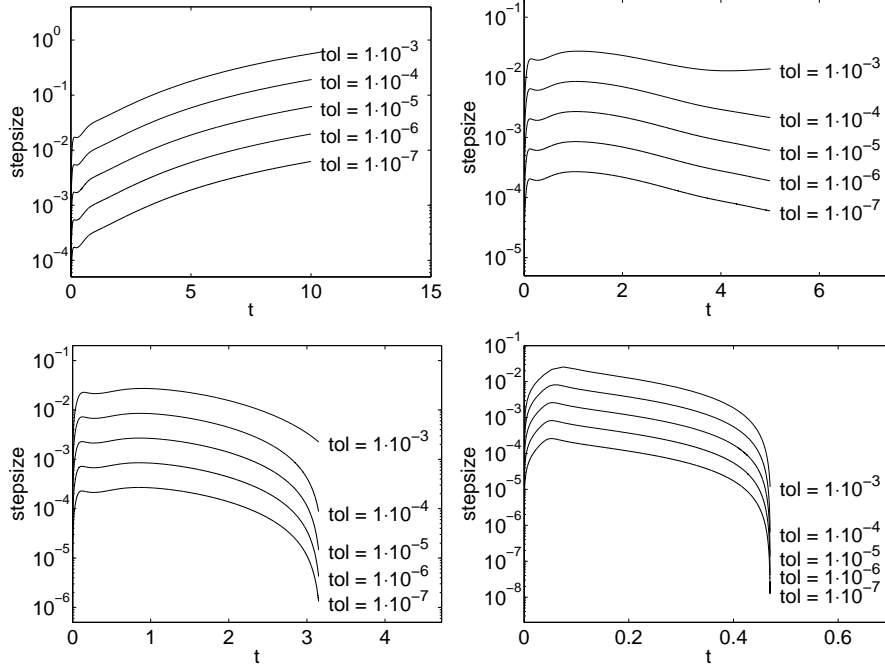 10⁰
10⁻¹
10⁻²
10⁻³
10⁻⁴
stepsize
0 5 10 15
t
tol = 1·10⁻³
tol = 1·10⁻⁴
tol = 1·10⁻⁵
tol = 1·10⁻⁶
tol = 1·10⁻⁷
10⁻¹
10⁻²
10⁻³
10⁻⁴
10⁻⁵
stepsize
0 2 4 6
t
tol = 1·10⁻³
tol = 1·10⁻⁴
tol = 1·10⁻⁵
tol = 1·10⁻⁶
tol = 1·10⁻⁷
10⁻¹
10⁻²
10⁻³
10⁻⁴
10⁻⁵
10⁻⁶
stepsize
0 1 2 3 4
t
tol = 1·10⁻³
tol = 1·10⁻⁴
tol = 1·10⁻⁵
tol = 1·10⁻⁶
tol = 1·10⁻⁷
10⁻¹
10⁻²
10⁻³
10⁻⁴
10⁻⁵
10⁻⁶
10⁻⁷
10⁻⁸
stepsize
0 0.2 0.4 0.6
t
tol = 1·10⁻³
tol = 1·10⁻⁴
tol = 1·10⁻⁵
tol = 1·10⁻⁶
tol = 1·10⁻⁷